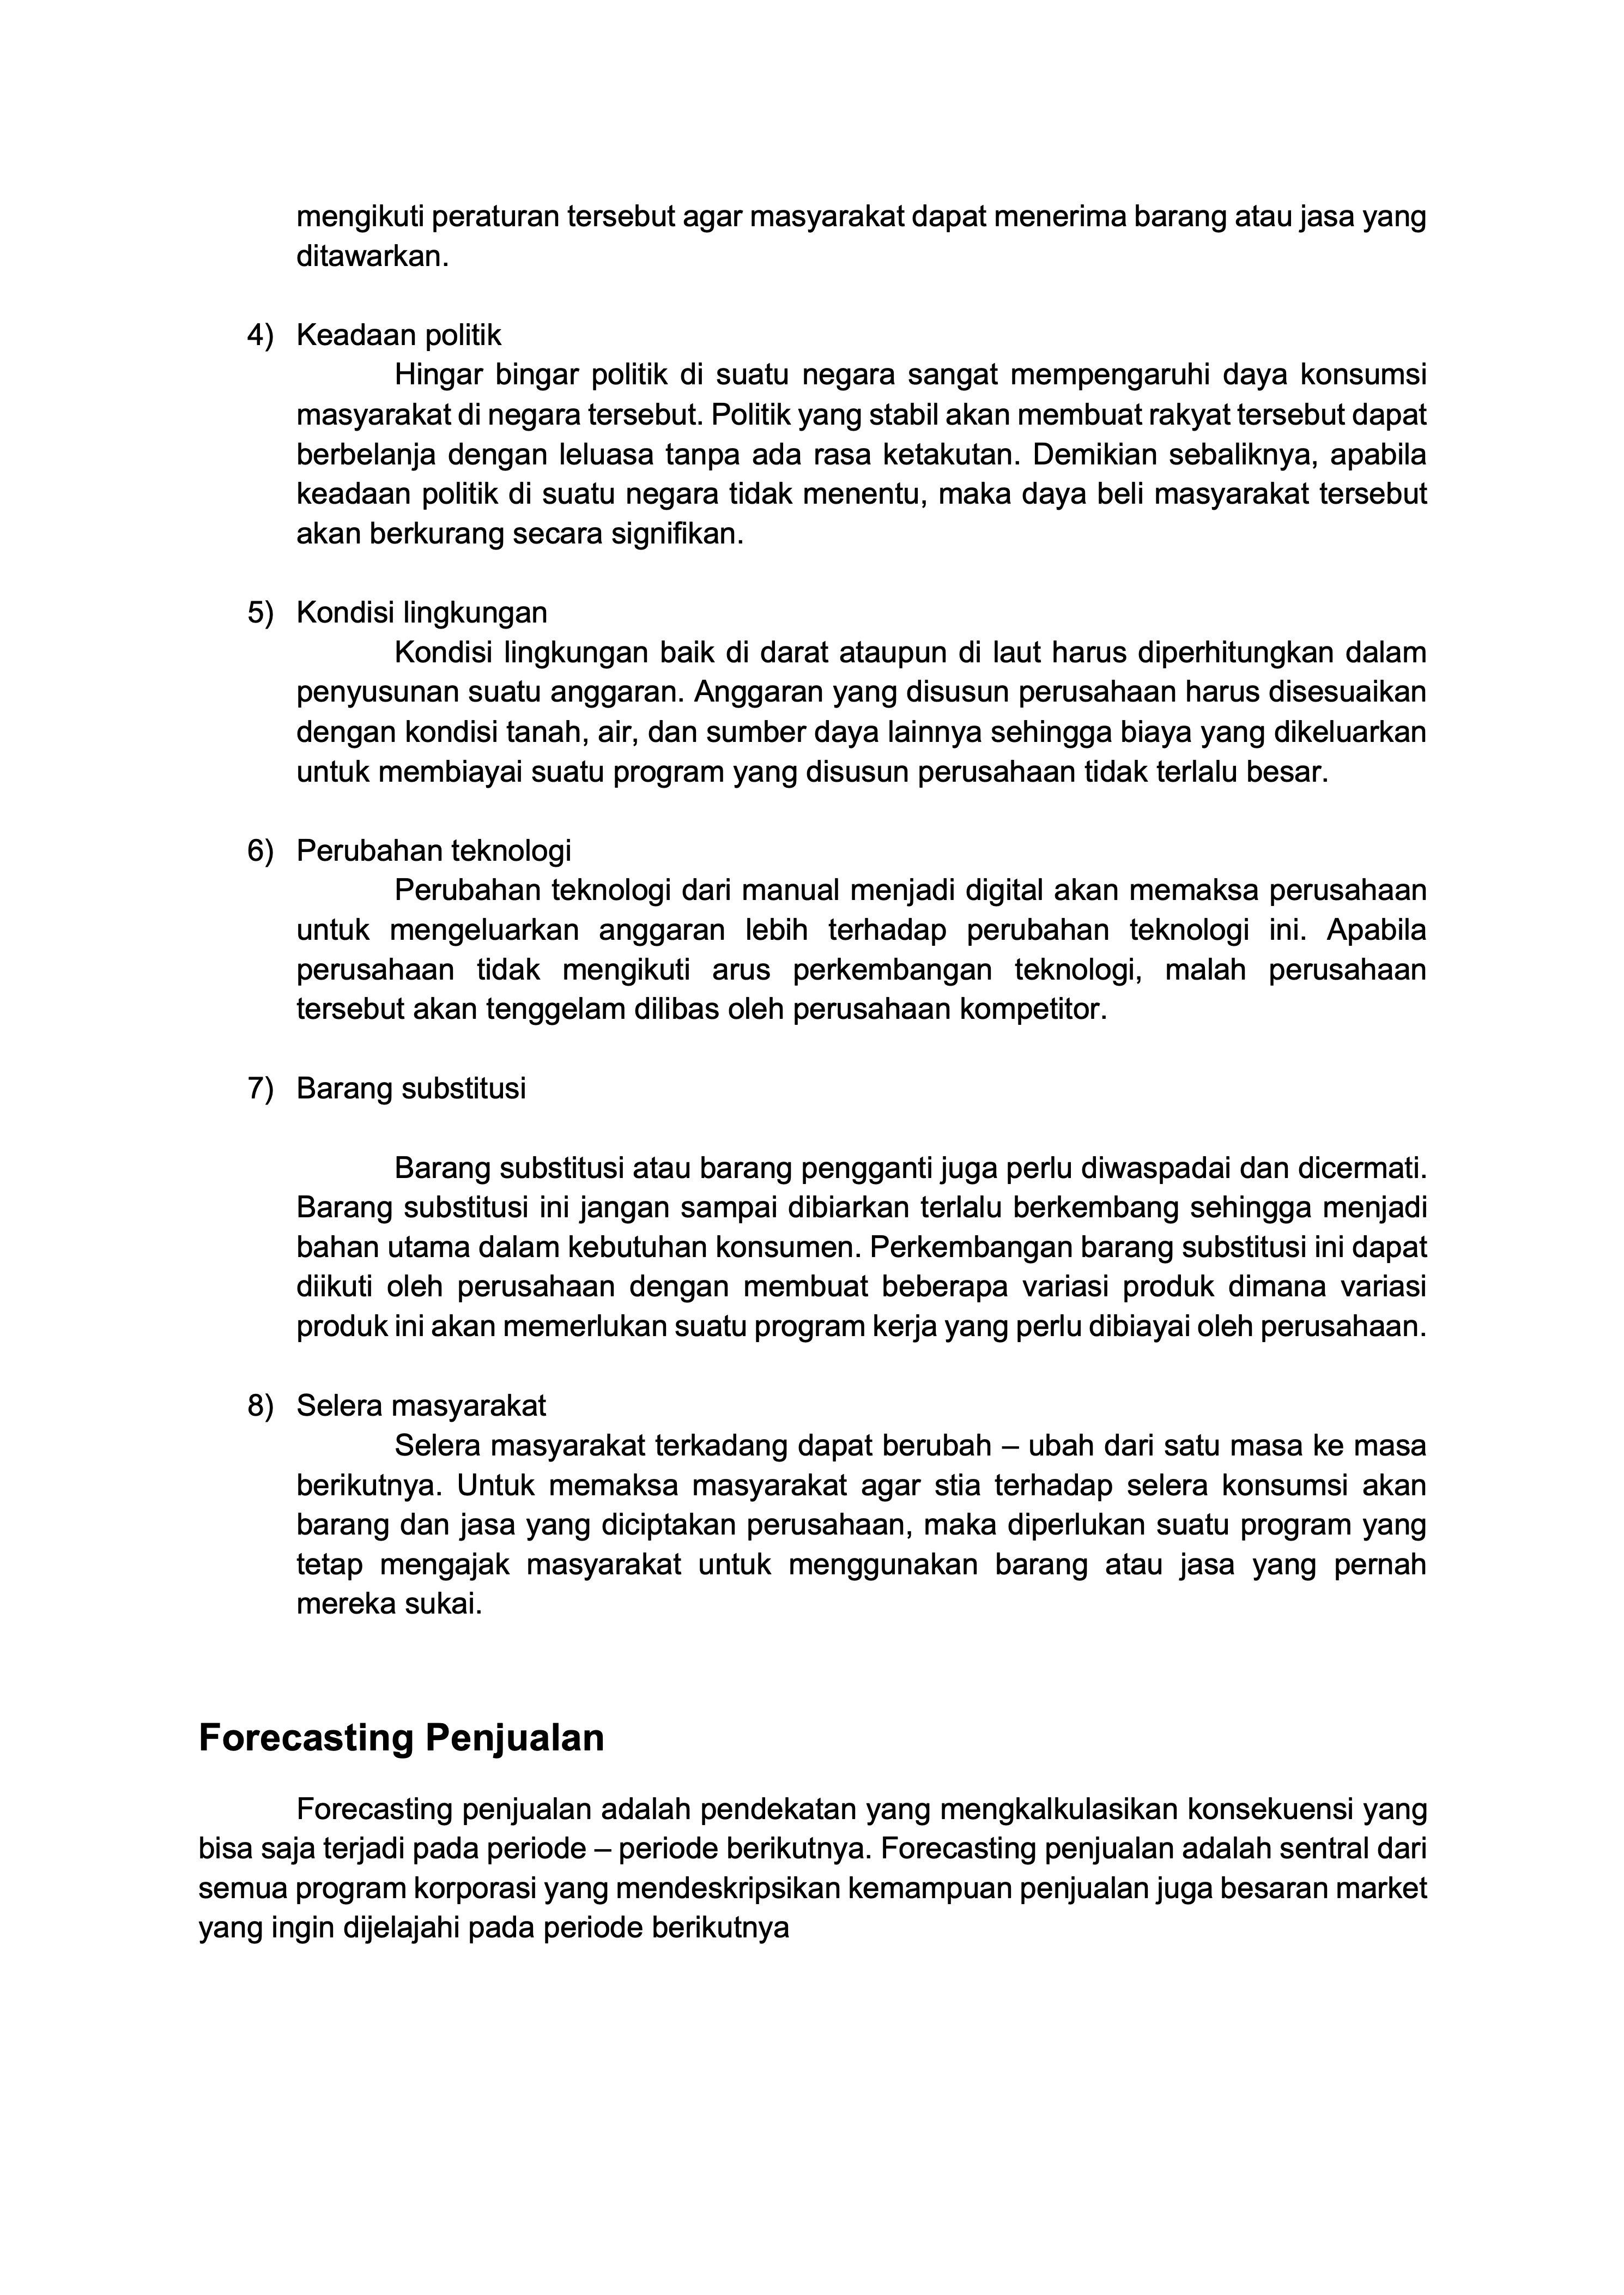 mengikuti peraturan tersebut agar masyarakat dapat menerima barang atau jasa yang
ditawarkan.
4) Keadaan politik
Hingar bingar politik di suatu negara sangat mempengaruhi daya konsumsi
masyarakat di negara tersebut. Politik yang stabil akan membuat rakyat tersebut dapat
berbelanja dengan leluasa tanpa ada rasa ketakutan. Demikian sebaliknya, apabila
keadaan politik di suatu negara tidak menentu, maka daya beli masyarakat tersebut
akan berkurang secara signifikan.
5) Kondisi lingkungan
Kondisi lingkungan baik di darat ataupun di laut harus diperhitungkan dalam
penyusunan suatu anggaran. Anggaran yang disusun perusahaan harus disesuaikan
dengan kondisi tanah, air, dan sumber daya lainnya sehingga biaya yang dikeluarkan
untuk membiayai suatu program yang disusun perusahaan tidak terlalu besar.
6) Perubahan teknologi
Perubahan teknologi dari manual menjadi digital akan memaksa perusahaan
untuk mengeluarkan anggaran lebih terhadap perubahan teknologi ini. Apabila
perusahaan tidak mengikuti arus perkembangan teknologi, malah perusahaan
tersebut akan tenggelam dilibas oleh perusahaan kompetitor.
7) Barang substitusi
Barang substitusi atau barang pengganti juga perlu diwaspadai dan dicermati.
Barang substitusi ini jangan sampai dibiarkan terlalu berkembang sehingga menjadi
bahan utama dalam kebutuhan konsumen. Perkembangan barang substitusi ini dapat
diikuti oleh perusahaan dengan membuat beberapa variasi produk dimana variasi
produk ini akan memerlukan suatu program kerja yang perlu dibiayai oleh perusahaan.
8) Selera masyarakat
Selera masyarakat terkadang dapat berubah – ubah dari satu masa ke masa
berikutnya. Untuk memaksa masyarakat agar stia terhadap selera konsumsi akan
barang dan jasa yang diciptakan perusahaan, maka diperlukan suatu program yang
tetap mengajak masyarakat untuk menggunakan barang atau jasa yang pernah
mereka sukai.
Forecasting Penjualan
Forecasting penjualan adalah pendekatan yang mengkalkulasikan konsekuensi yang
bisa saja terjadi pada periode – periode berikutnya. Forecasting penjualan adalah sentral dari
semua program korporasi yang mendeskripsikan kemampuan penjualan juga besaran market
yang ingin dijelajahi pada periode berikutnya